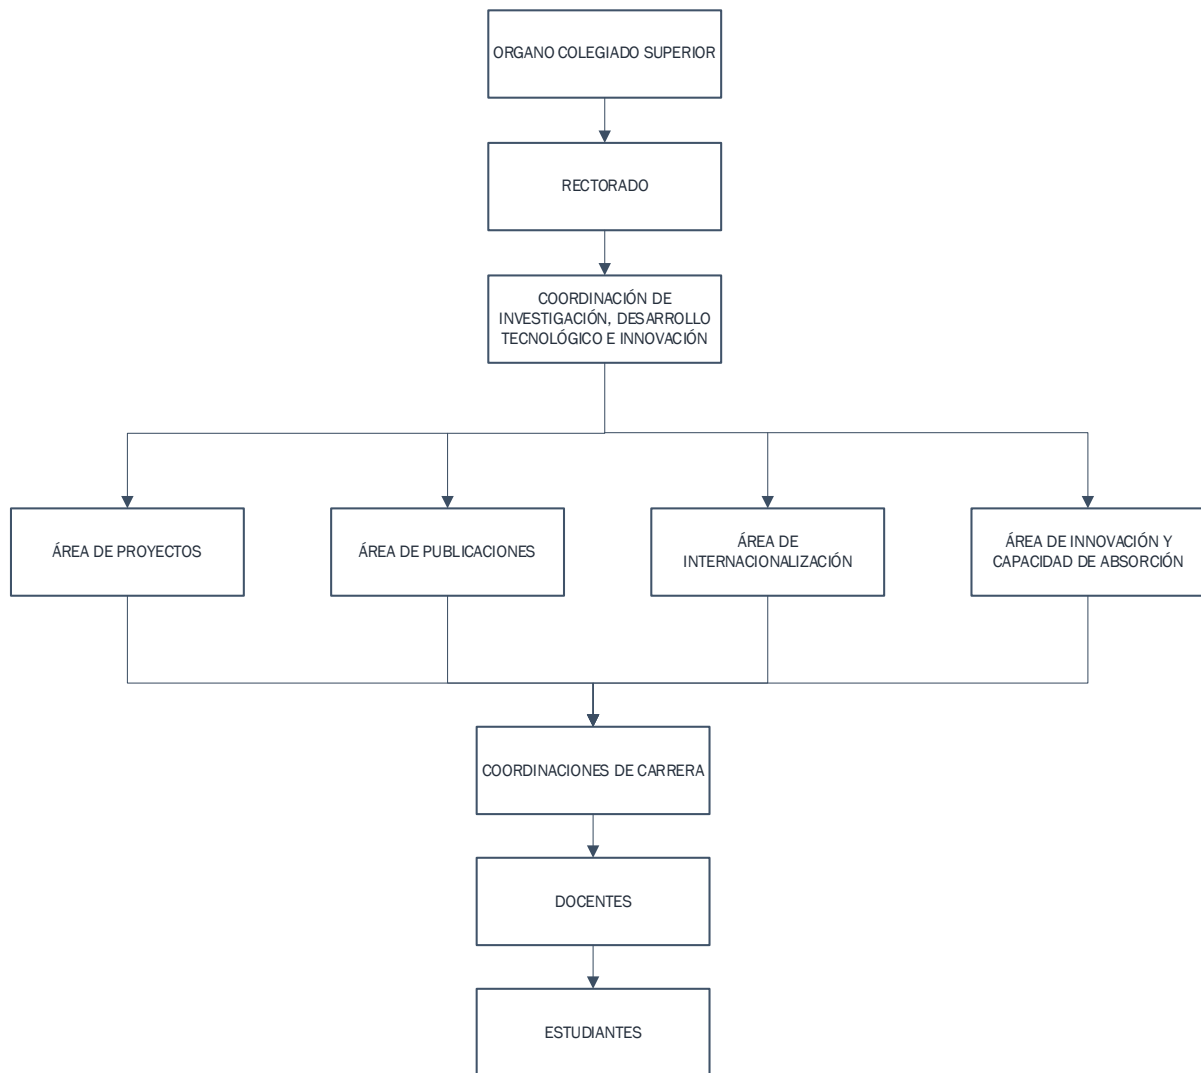 ORGANO COLEGIADO SUPERIOR
RECTORADO
COORDINACIÓN DE
INVESTIGACIÓN, DESARROLLO
TECNOLÓGICO E INNOVACIÓN
ÁREA DE PROYECTOS
ÁREA DE PUBLICACIONES
ÁREA DE
INTERNACIONALIZACIÓN
ÁREA DE INNOVACIÓN Y
CAPACIDAD DE ABSORCIÓN
COORDINACIONES DE CARRERA
DOCENTES
ESTUDIANTES